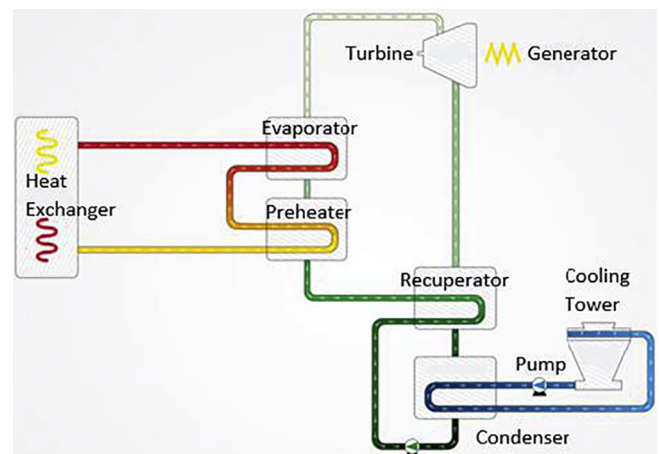 Turbine
Generator
Evaporator
Heat
Exchanger
Preheater
Recuperator
Cooling
Tower
Pump
Condenser